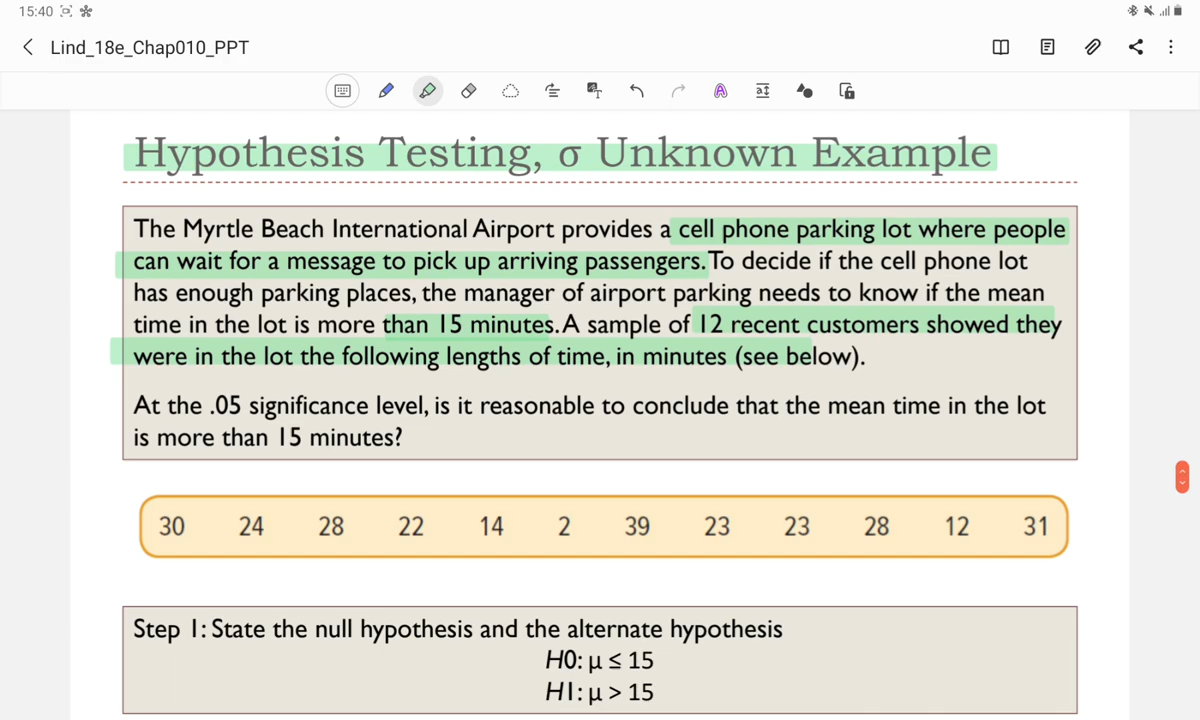 15:40
Lind_18e_Chap010_PPT
Hypothesis Testing, σ Unknown Example
The Myrtle Beach International Airport provides a cell phone parking lot where people
can wait for a message to pick up arriving passengers. To decide if the cell phone lot
has enough parking places, the manager of airport parking needs to know if the mean
time in the lot is more than 15 minutes. A sample of 12 recent customers showed they
were in the lot the following lengths of time, in minutes (see below).
At the .05 significance level, is it reasonable to conclude that the mean time in the lot
is more than 15 minutes?
30 24 28 22 14 2 39 23 23 28 12 31
Step 1: State the null hypothesis and the alternate hypothesis
H0: µ ≤ 15
H1: µ > 15